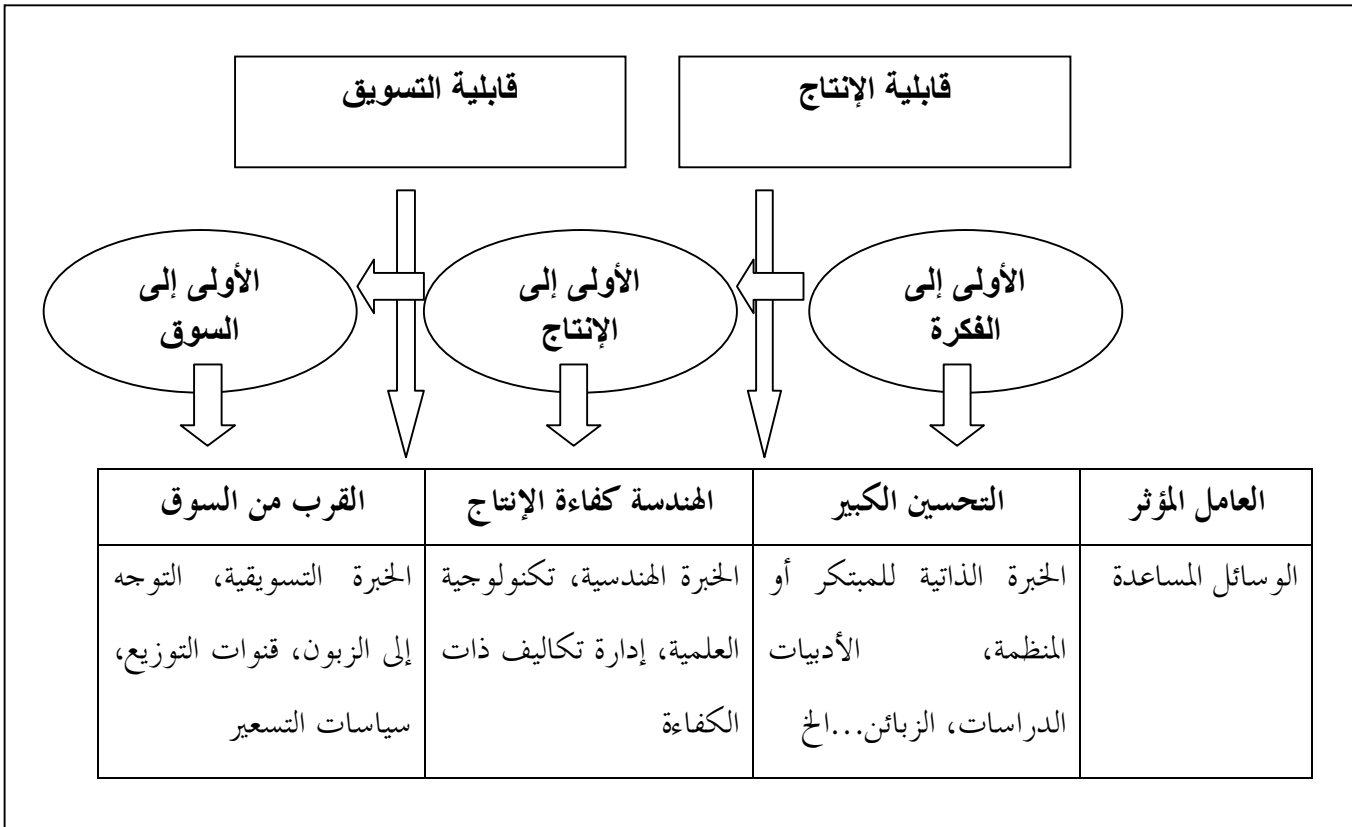 قابلية الإنتاج
قابلية التسويق
الأولى إلى
الفكرة
الأولى إلى
الإنتاج
الأولى إلى
السوق
العامل المؤثر
التحسين الكبير
الهندسة كفاءة الإنتاج
القرب من السوق
الوسائل المساعدة
الخبرة الذاتية للمبتكر أو
المنظمة، الأدبيات
الدراسات، الزبائن...الخ
الخبرة الهندسية، تكنولوجية
العلمية، إدارة تكاليف ذات
الكفاءة
الخبرة التسويقية، التوجه
إلى الزبون، قنوات التوزيع،
سياسات التسعير